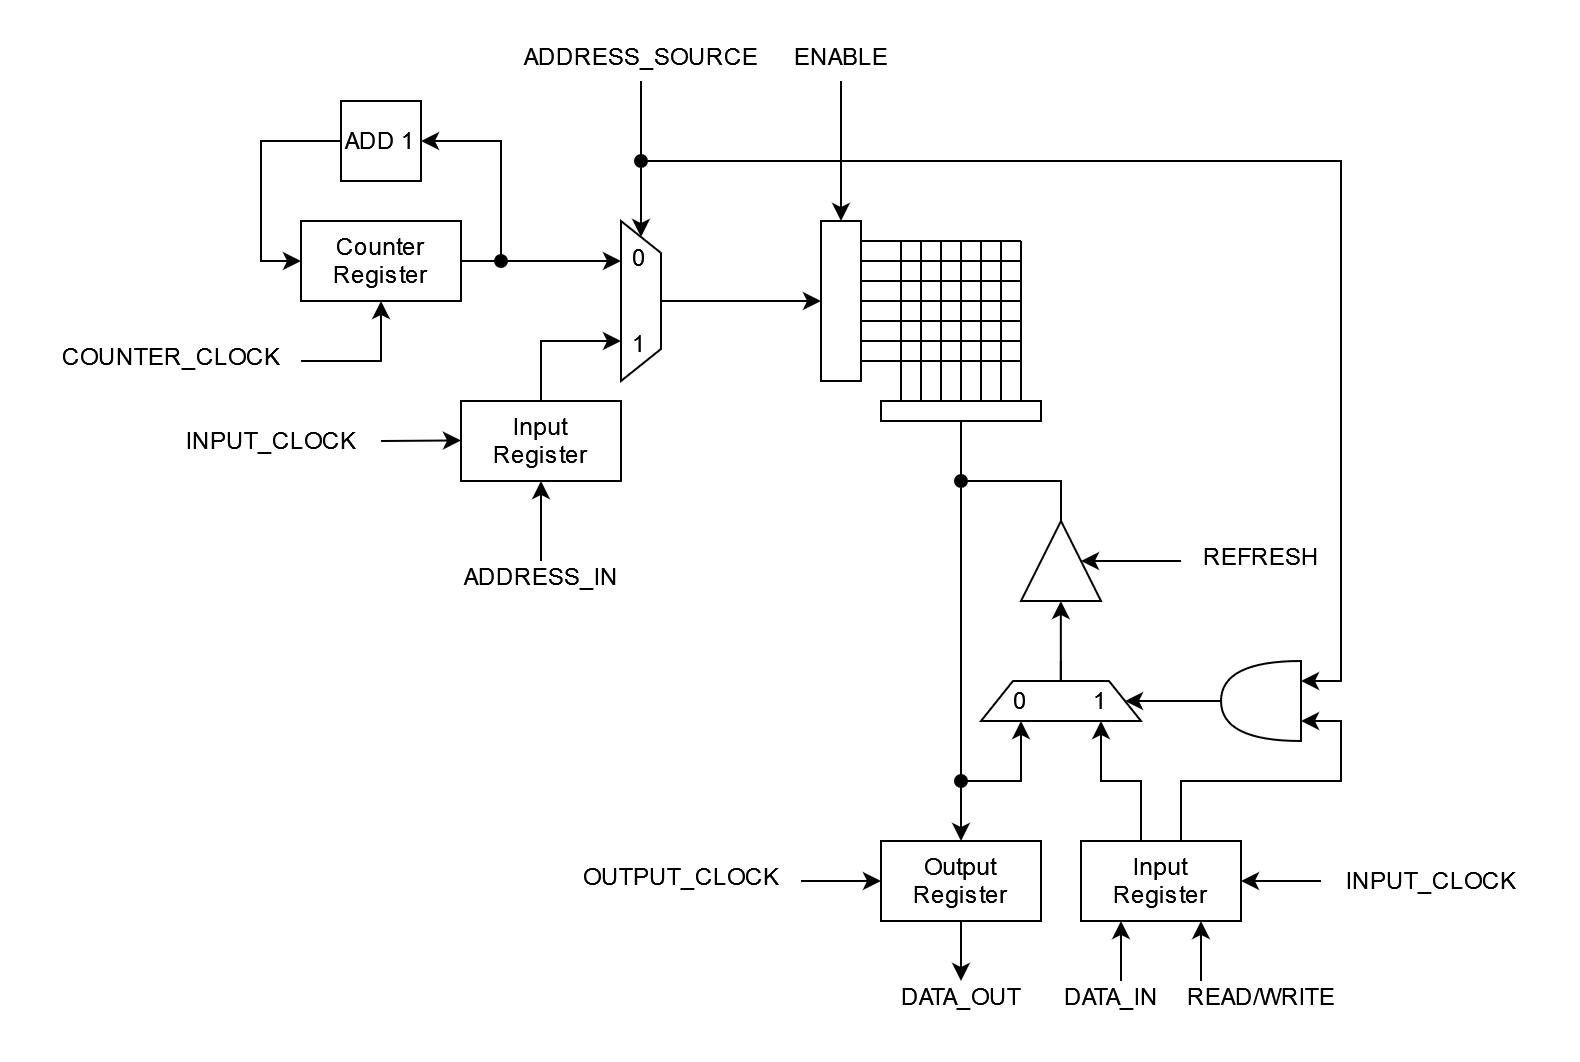 ADDRESS_SOURCE
ENABLE
ADD 1
Counter
Register
0
1
COUNTER_CLOCK
INPUT_CLOCK
Input
Register
ADDRESS_IN
REFRESH
0
1
OUTPUT_CLOCK
Output
Register
Input
Register
INPUT_CLOCK
DATA_OUT
DATA_IN
READ/WRITE